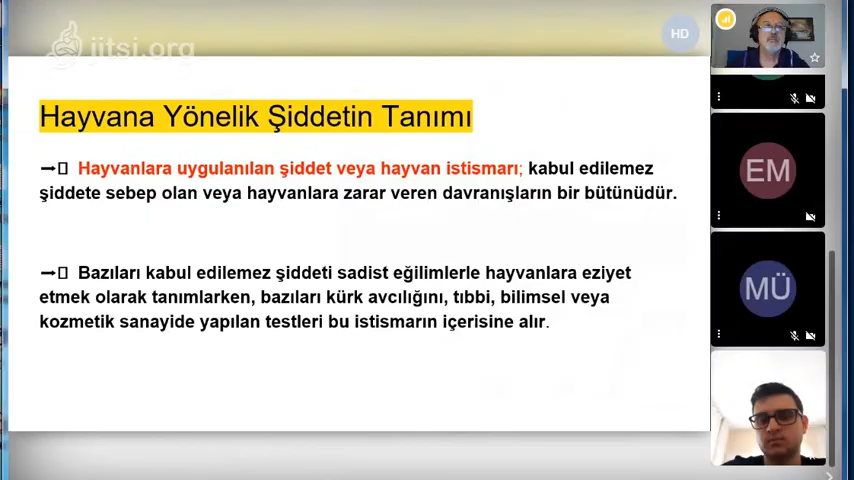 jitsi.org
HD
Hayvana Yönelik Şiddetin Tanımı
→ Hayvanlara uygulanılan şiddet veya hayvan istismarı; kabul edilemez
şiddete sebep olan veya hayvanlara zarar veren davranışların bir bütünüdür.
→ Bazıları kabul edilemez şiddeti sadist eğilimlerle hayvanlara eziyet
etmek olarak tanımlarken, bazıları kürk avcılığını, tıbbi, bilimsel veya
kozmetik sanayide yapılan testleri bu istismarın içerisine alır.
EM
MÜ